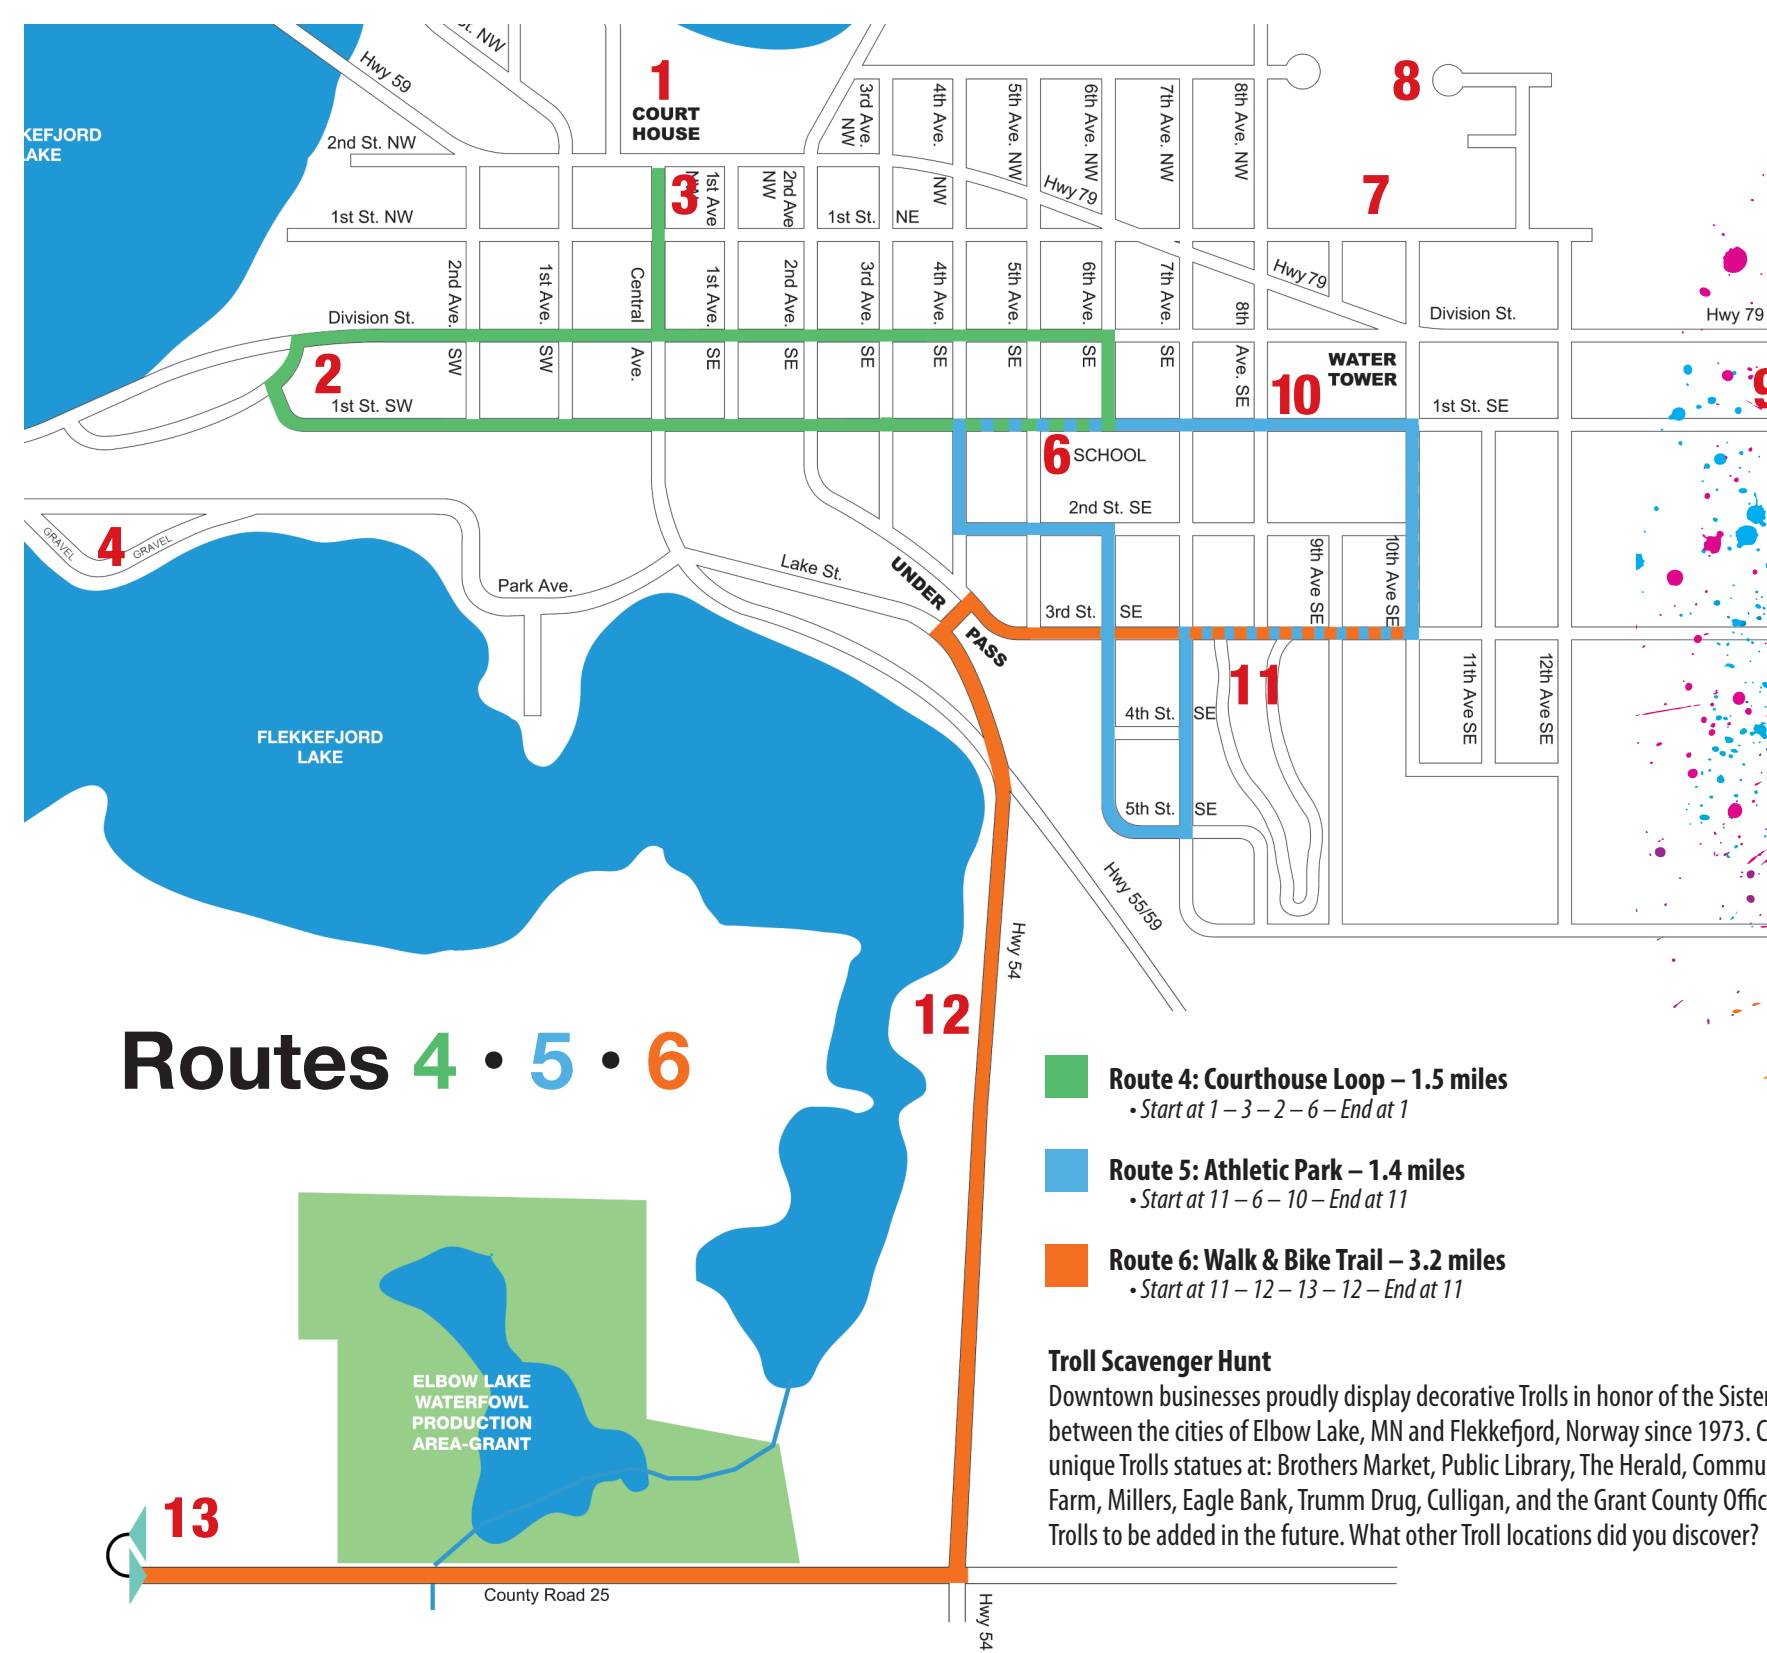 St. NW
Hwy 59
1
COURT
HOUSE
8
KEFJORD
LAKE
2nd St. NW
3rd Ave.
NW
4th Ave.
NW
5th Ave. NW
6th Ave. NW
7th Ave. NW
8th Ave. NW
Hwy 79
7
3
1st Ave
NW
2nd Ave
NW
1st St. NW
1st St.
NE
2nd Ave.
SW
1st Ave.
SW
Central
Ave.
1st Ave.
SE
2nd Ave.
SE
3rd Ave.
SE
4th Ave.
SE
5th Ave.
SE
6th Ave.
SE
7th Ave.
SE
8th
Ave. SE
Hwy 79
Division St.
Division St.
Hwy 79
2
WATER
TOWER
10
9
1st St. SW
1st St. SE
6
SCHOOL
2nd St. SE
4
GRAVEL
GRAVEL
Park Ave.
Lake St.
UNDER
PASS
3rd St.
SE
9th Ave SE
10th Ave SE
11
11th Ave SE
12th Ave SE
4th St.
SE
5th St.
SE
FLEKKEFJORD
LAKE
Hwy 55/59
Hwy 54
12
Routes 4 • 5 • 6
Route 4: Courthouse Loop – 1.5 miles
• Start at 1 – 3 – 2 – 6 – End at 1
Route 5: Athletic Park – 1.4 miles
• Start at 11 – 6 – 10 – End at 11
Route 6: Walk & Bike Trail – 3.2 miles
• Start at 11 – 12 – 13 – 12 – End at 11
Troll Scavenger Hunt
Downtown businesses proudly display decorative Trolls in honor of the Sister
between the cities of Elbow Lake, MN and Flekkefjord, Norway since 1973. C
unique Trolls statues at: Brothers Market, Public Library, The Herald, Commu
Farm, Millers, Eagle Bank, Trumm Drug, Culligan, and the Grant County Offic
Trolls to be added in the future. What other Troll locations did you discover?
ELBOW LAKE
WATERFOWL
PRODUCTION
AREA-GRANT
13
County Road 25
Hwy 54